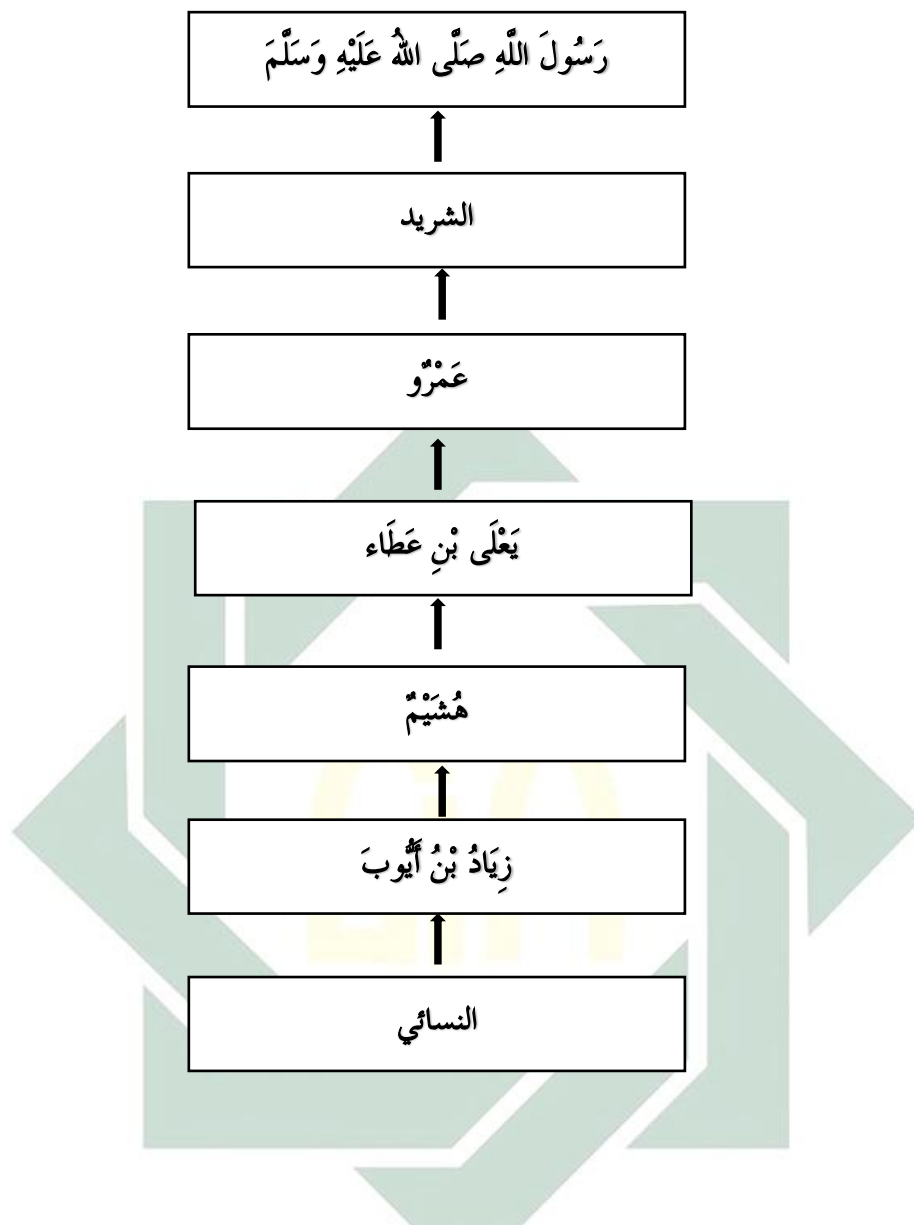 رَسُولَ اللَّهِ صَلَّى اللهُ عَلَيْهِ وَسَلَّمَ
الشريد
عَمْرٌو
يَعْلَى بْنِ عَطَاء
هُشَيْمٌ
زِيَادُ بْنُ أَيُّوبَ
النسائي